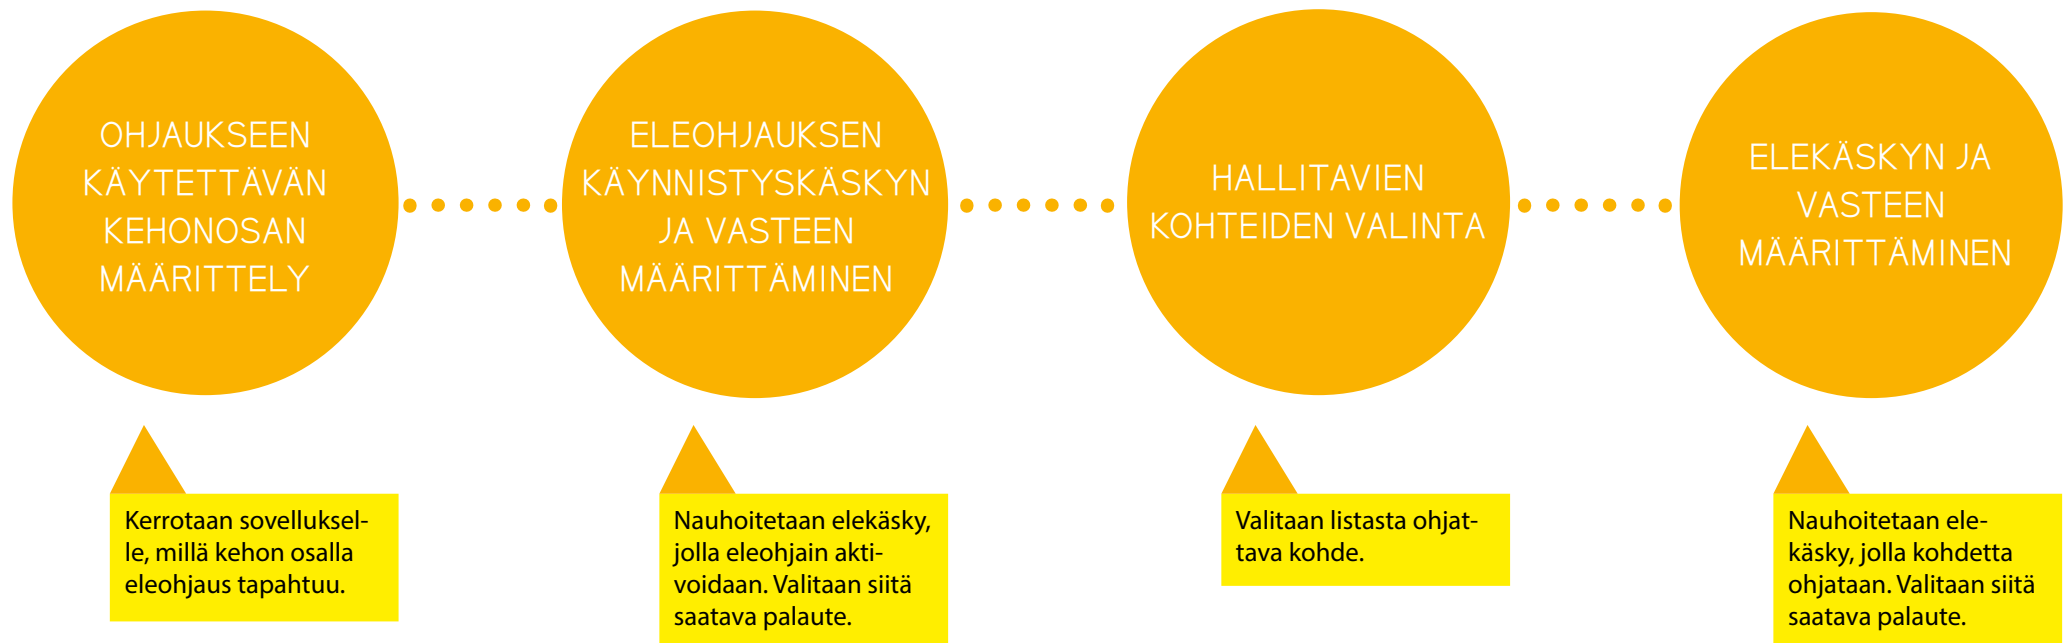 OHJAUKSEEN
KÄYTETTÄVÄN
KEHONOSAN
MÄÄRITTELY
ELEOHJAUKSEN
KÄYNNISTYSKÄSKYN
JA VASTEEN
MÄÄRITTÄMINEN
HALLITAVIEN
KOHTEIDEN VALINTA
ELEKÄSKYN JA
VASTEEN
MÄÄRITTÄMINEN
Kerrotaan sovelluksel-
le, millä kehon osalla
eleohjaus tapahtuu.
Nauhoitetaan elekäsky,
jolla eleohjain akti-
voidaan. Valitaan siitä
saatava palaute.
Valitaan listasta ohjat-
tava kohde.
Nauhoitetaan ele-
käsky, jolla kohdetta
ohjataan. Valitaan siitä
saatava palaute.